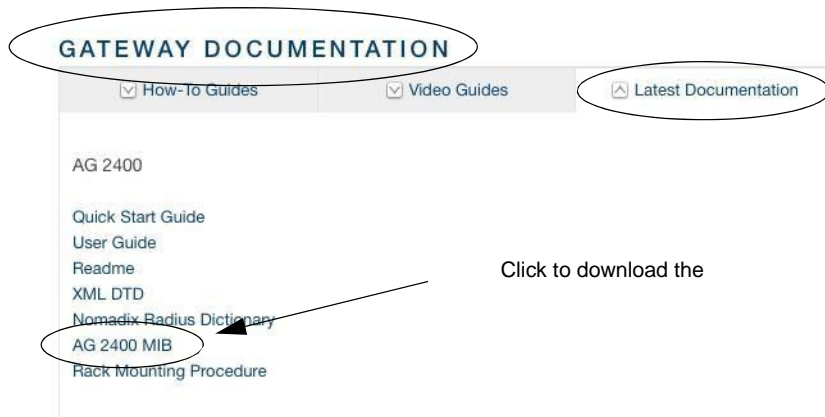 GATEWAY DOCUMENTATION
How-To Guides
Video Guides
Latest Documentation
AG 2400
Quick Start Guide
User Guide
Readme
XML DTD
Nomadix Radius Dictionary
AG 2400 MIB
Rack Mounting Procedure
Click to download the